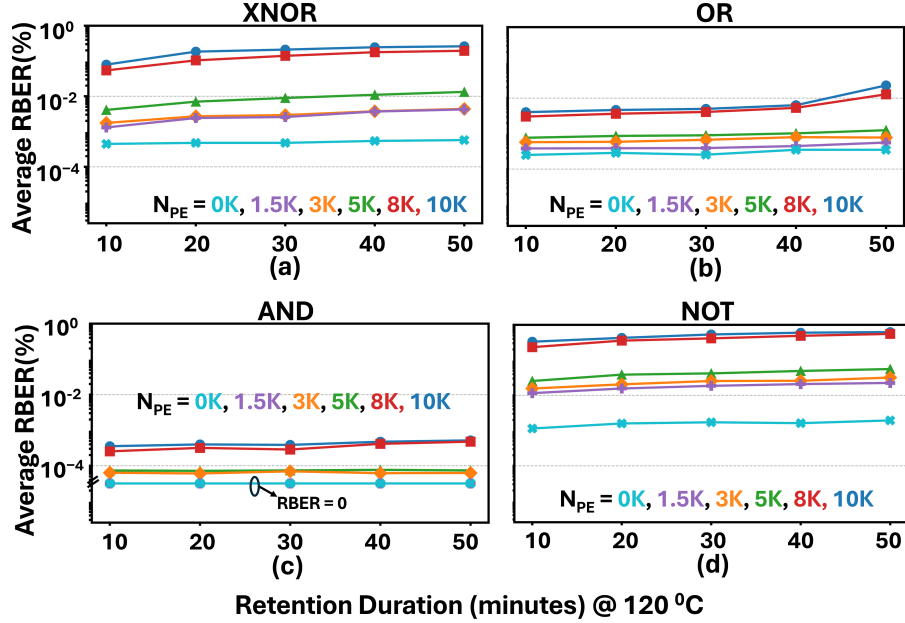 XNOR
OR
Average RBER(%)
10⁰
10⁻²
10⁻⁴
N_PE = 0K, 1.5K, 3K, 5K, 8K, 10K
N_PE = 0K, 1.5K, 3K, 5K, 8K, 10K
10 20 30 40 50
10 20 30 40 50
(a)
(b)
AND
NOT
Average RBER(%)
10⁰
10⁻²
10⁻⁴
N_PE = 0K, 1.5K, 3K, 5K, 8K, 10K
RBER = 0
N_PE = 0K, 1.5K, 3K, 5K, 8K, 10K
10 20 30 40 50
10 20 30 40 50
(c)
(d)
Retention Duration (minutes) @ 120 ⁰C